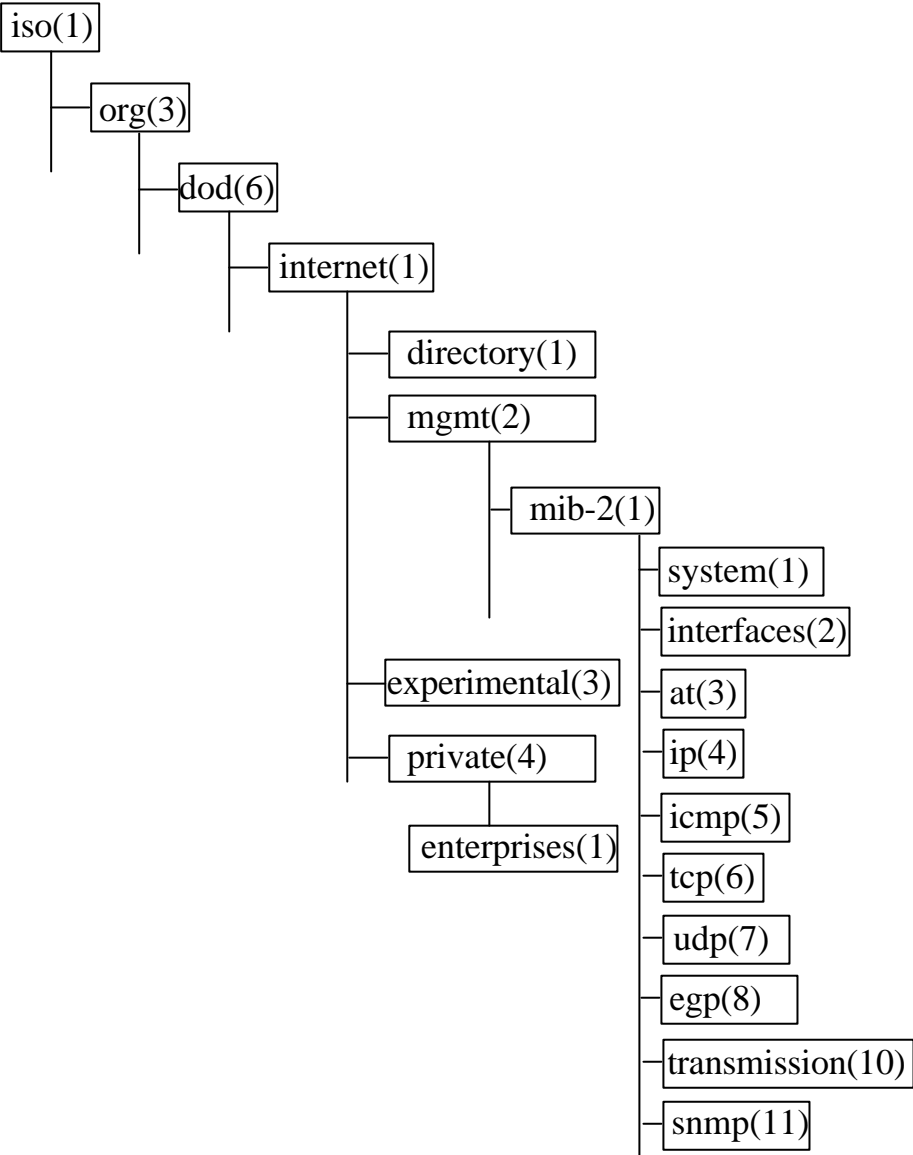 iso(1)
org(3)
dod(6)
internet(1)
directory(1)
mgmt(2)
mib-2(1)
system(1)
interfaces(2)
at(3)
ip(4)
icmp(5)
tcp(6)
udp(7)
egp(8)
transmission(10)
snmp(11)
experimental(3)
private(4)
enterprises(1)